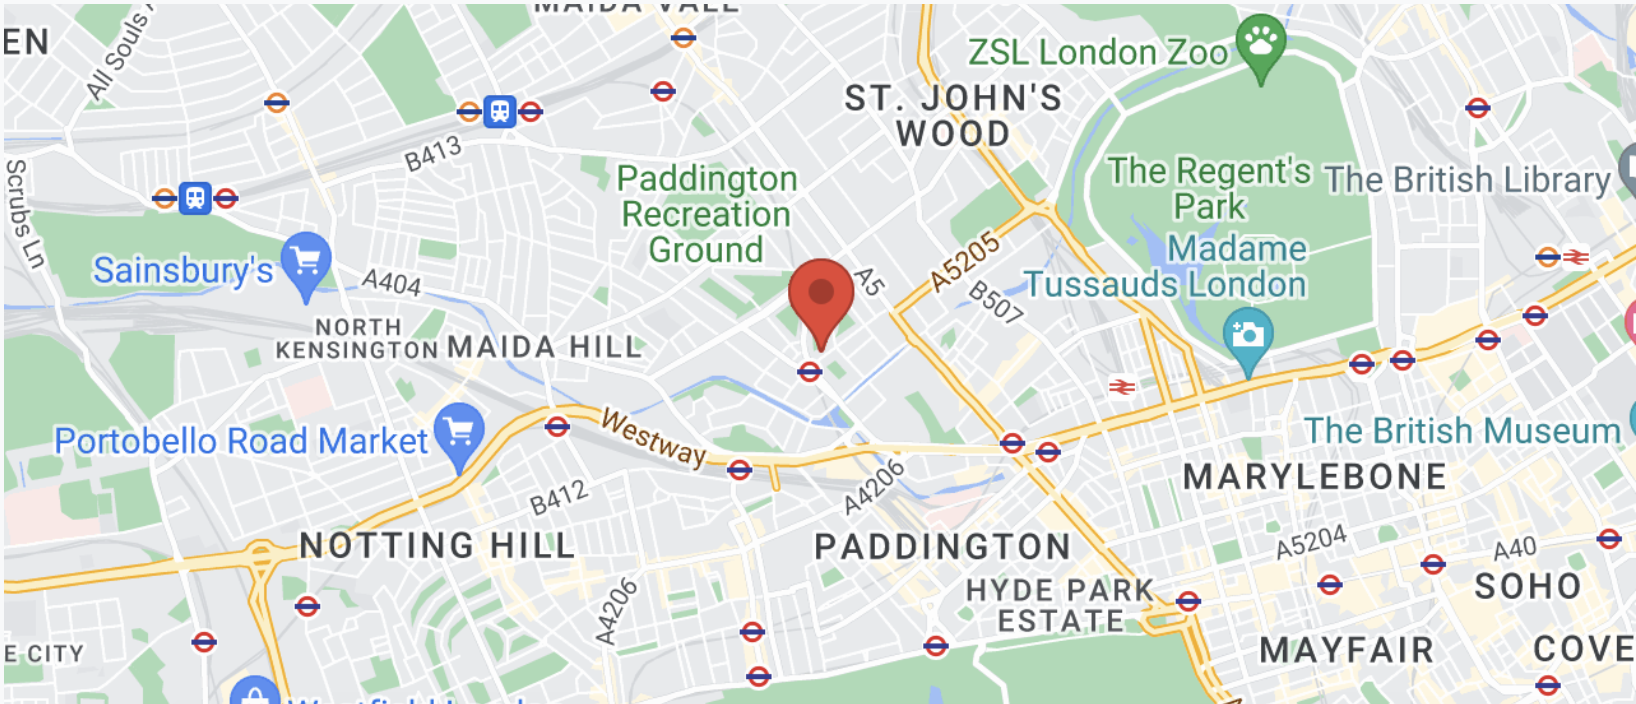 MAIDA VALE
EN
All Souls
ZSL London Zoo
ST. JOHN'S
WOOD
B413
Scrubs Ln
Paddington
Recreation
Ground
The Regent's
Park
The British Library
Sainsbury's
A404
A5
A5205
B507
Madame
Tussauds London
NORTH
KENSINGTON
MAIDA HILL
Portobello Road Market
Westway
The British Museum
MARYLEBONE
B412
A4206
NOTTING HILL
PADDINGTON
A5204
A40
HYDE PARK
ESTATE
SOHO
A4206
E CITY
MAYFAIR
COVE